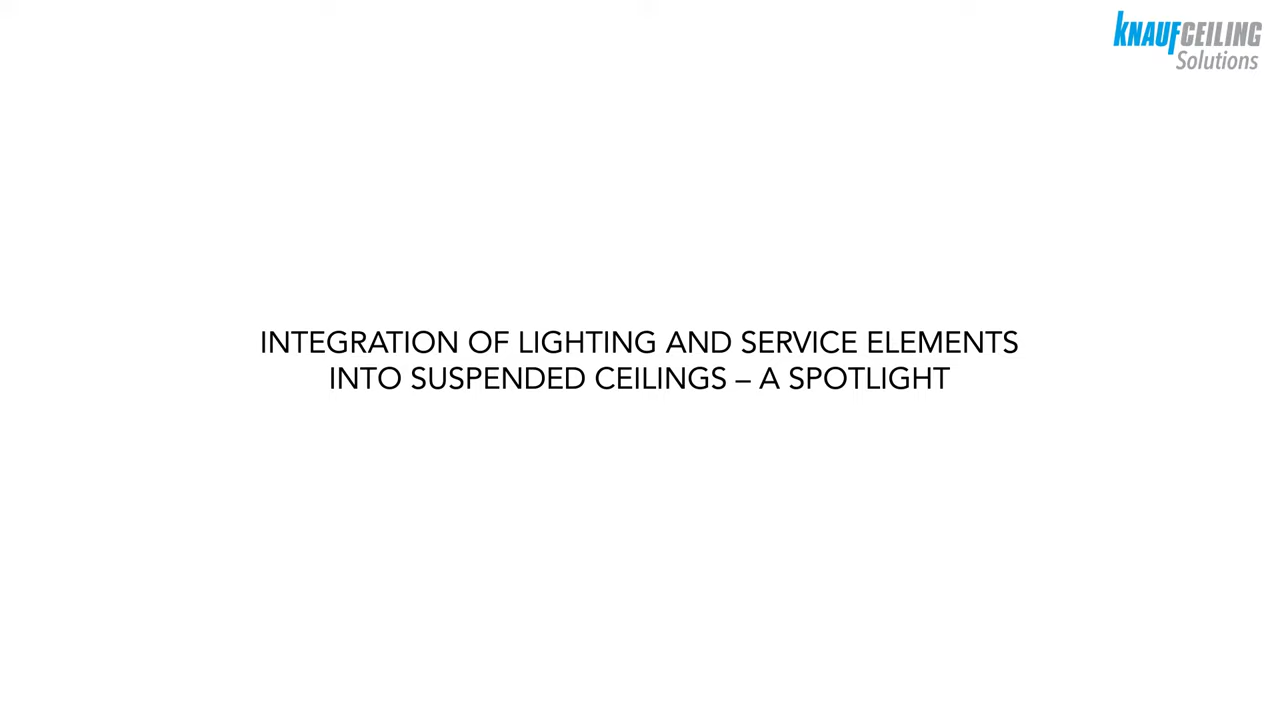 KNAUFCEILING
Solutions
INTEGRATION OF LIGHTING AND SERVICE ELEMENTS
INTO SUSPENDED CEILINGS – A SPOTLIGHT